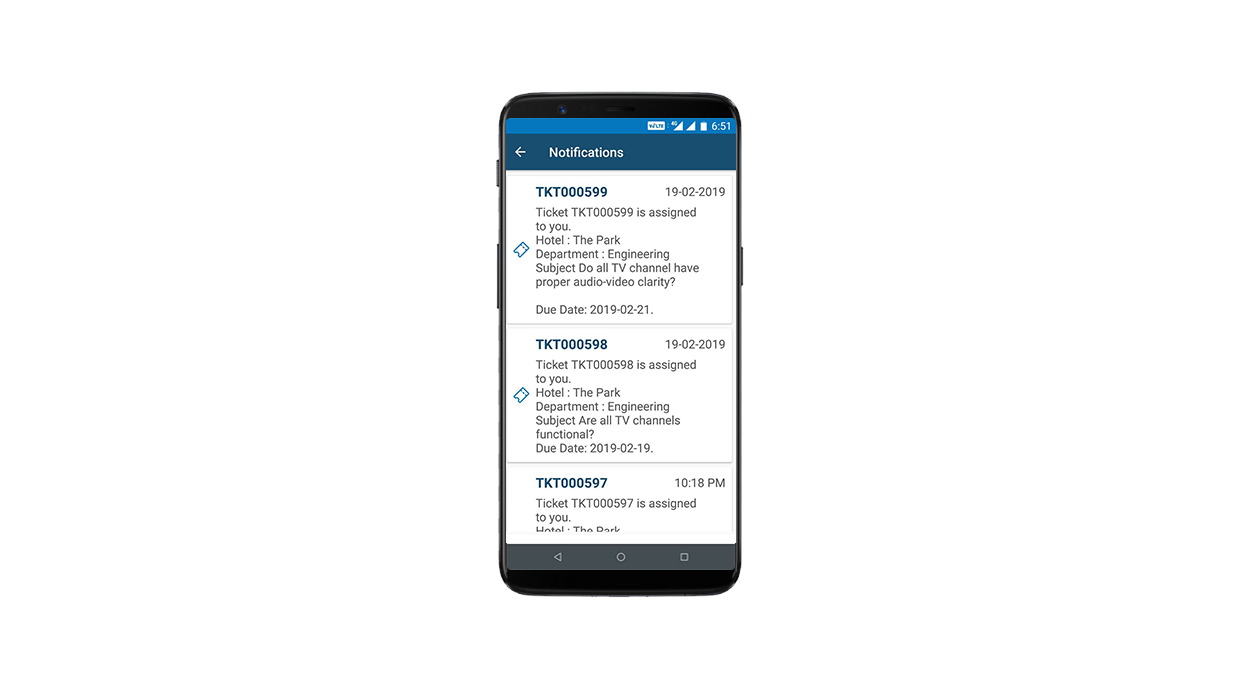 VoLTE 4G 6:51
Notifications
TKT000599 19-02-2019
Ticket TKT000599 is assigned
to you.
Hotel : The Park
Department : Engineering
Subject Do all TV channel have
proper audio-video clarity?
Due Date: 2019-02-21.
TKT000598 19-02-2019
Ticket TKT000598 is assigned
to you.
Hotel : The Park
Department : Engineering
Subject Are all TV channels
functional?
Due Date: 2019-02-19.
TKT000597 10:18 PM
Ticket TKT000597 is assigned
to you.
Hotel : The Park